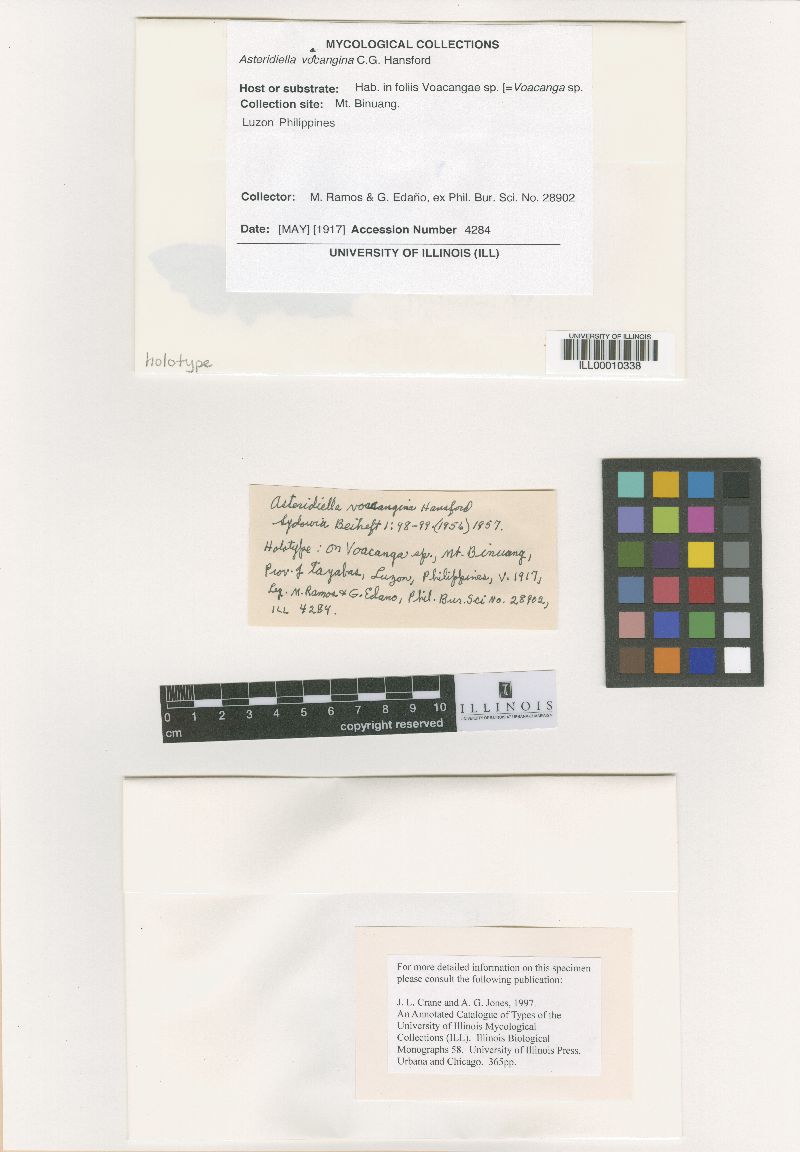 MYCOLOGICAL COLLECTIONS
Asteridiella vocangina C.G. Hansford
Host or substrate: Hab. in foliis Voacangae sp. [=Voacanga sp.
Collection site: Mt. Binuang.
Luzon Philippines
Collector: M. Ramos & G. Edaño, ex Phil. Bur. Sci. No. 28902
Date: [MAY] [1917] Accession Number 4284
UNIVERSITY OF ILLINOIS (ILL)
holotype
UNIVERSITY OF ILLINOIS
ILL00010338
Asteridiella voacangina Hansford
Sydowia Beiheft 1: 98-99. (1956) 1957.
Holotype: on Voacanga sp., Mt. Binuang,
Prov. of Tayabas, Luzon, Philippines, V. 1917,
Leg. M. Ramos & G. Edano, Phil. Bur. Sci No. 28902,
ILL 4284.
0 1 2 3 4 5 6 7 8 9 10
cm copyright reserved
ILLINOIS
UNIVERSITY OF ILLINOIS AT URBANA-CHAMPAIGN
For more detailed information on this specimen
please consult the following publication:
J. L. Crane and A. G. Jones, 1997.
An Annotated Catalogue of Types of the
University of Illinois Mycological
Collections (ILL). Illinois Biological
Monographs 58. University of Illinois Press.
Urbana and Chicago. 365pp.